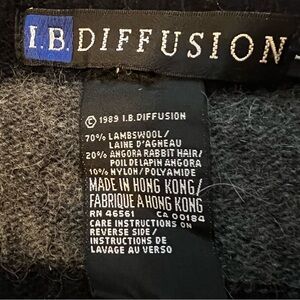 I.B. DIFFUSION
© 1989 I.B.DIFFUSION
70% LAMBSWOOL/
LAINE D'AGNEAU
20% ANGORA RABBIT HAIR/
POIL DE LAPIN ANGORA
10% NYLON/POLYAMIDE
MADE IN HONG KONG/
FABRIQUE A HONG KONG
RN 46561 CA 00184
CARE INSTRUCTIONS ON
REVERSE SIDE/
INSTRUCTIONS DE
LAVAGE AU VERSO